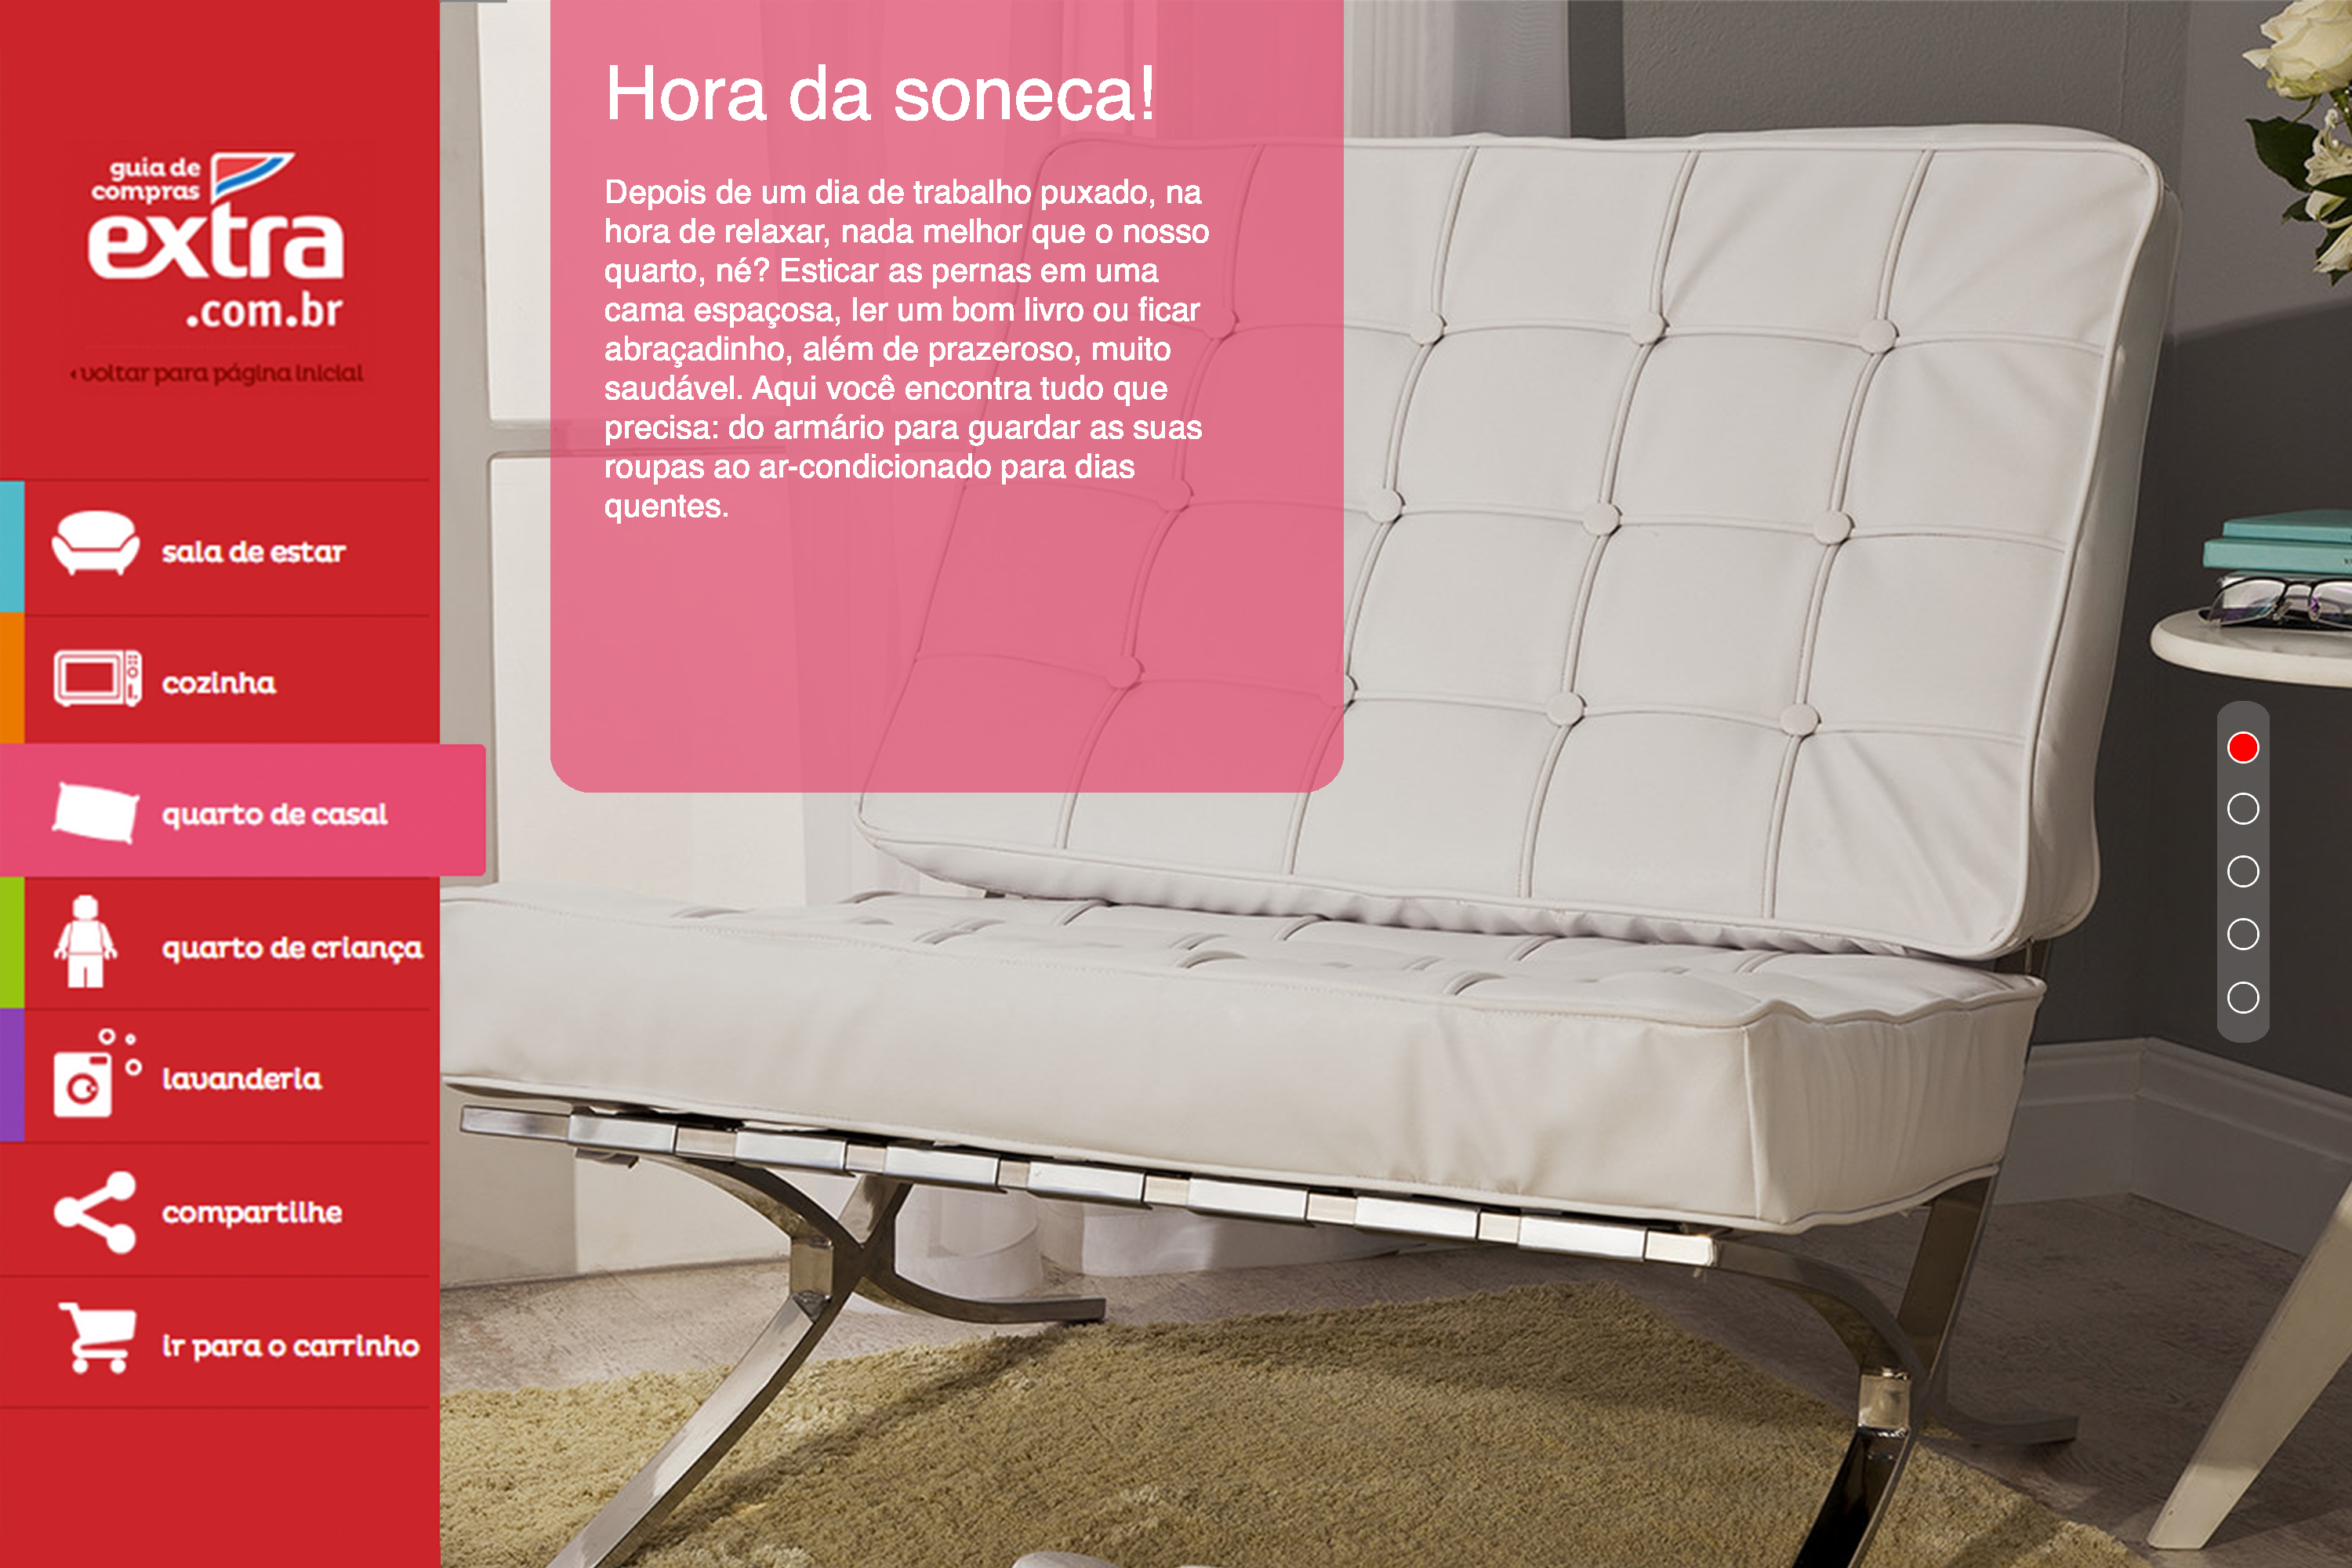 guia de
compras
extra
.com.br
voltar para página inicial
sala de estar
cozinha
quarto de casal
quarto de criança
lavanderia
compartilhe
ir para o carrinho
Hora da soneca!
Depois de um dia de trabalho puxado, na
hora de relaxar, nada melhor que o nosso
quarto, né? Esticar as pernas em uma
cama espaçosa, ler um bom livro ou ficar
abraçadinho, além de prazeroso, muito
saudável. Aqui você encontra tudo que
precisa: do armário para guardar as suas
roupas ao ar-condicionado para dias
quentes.